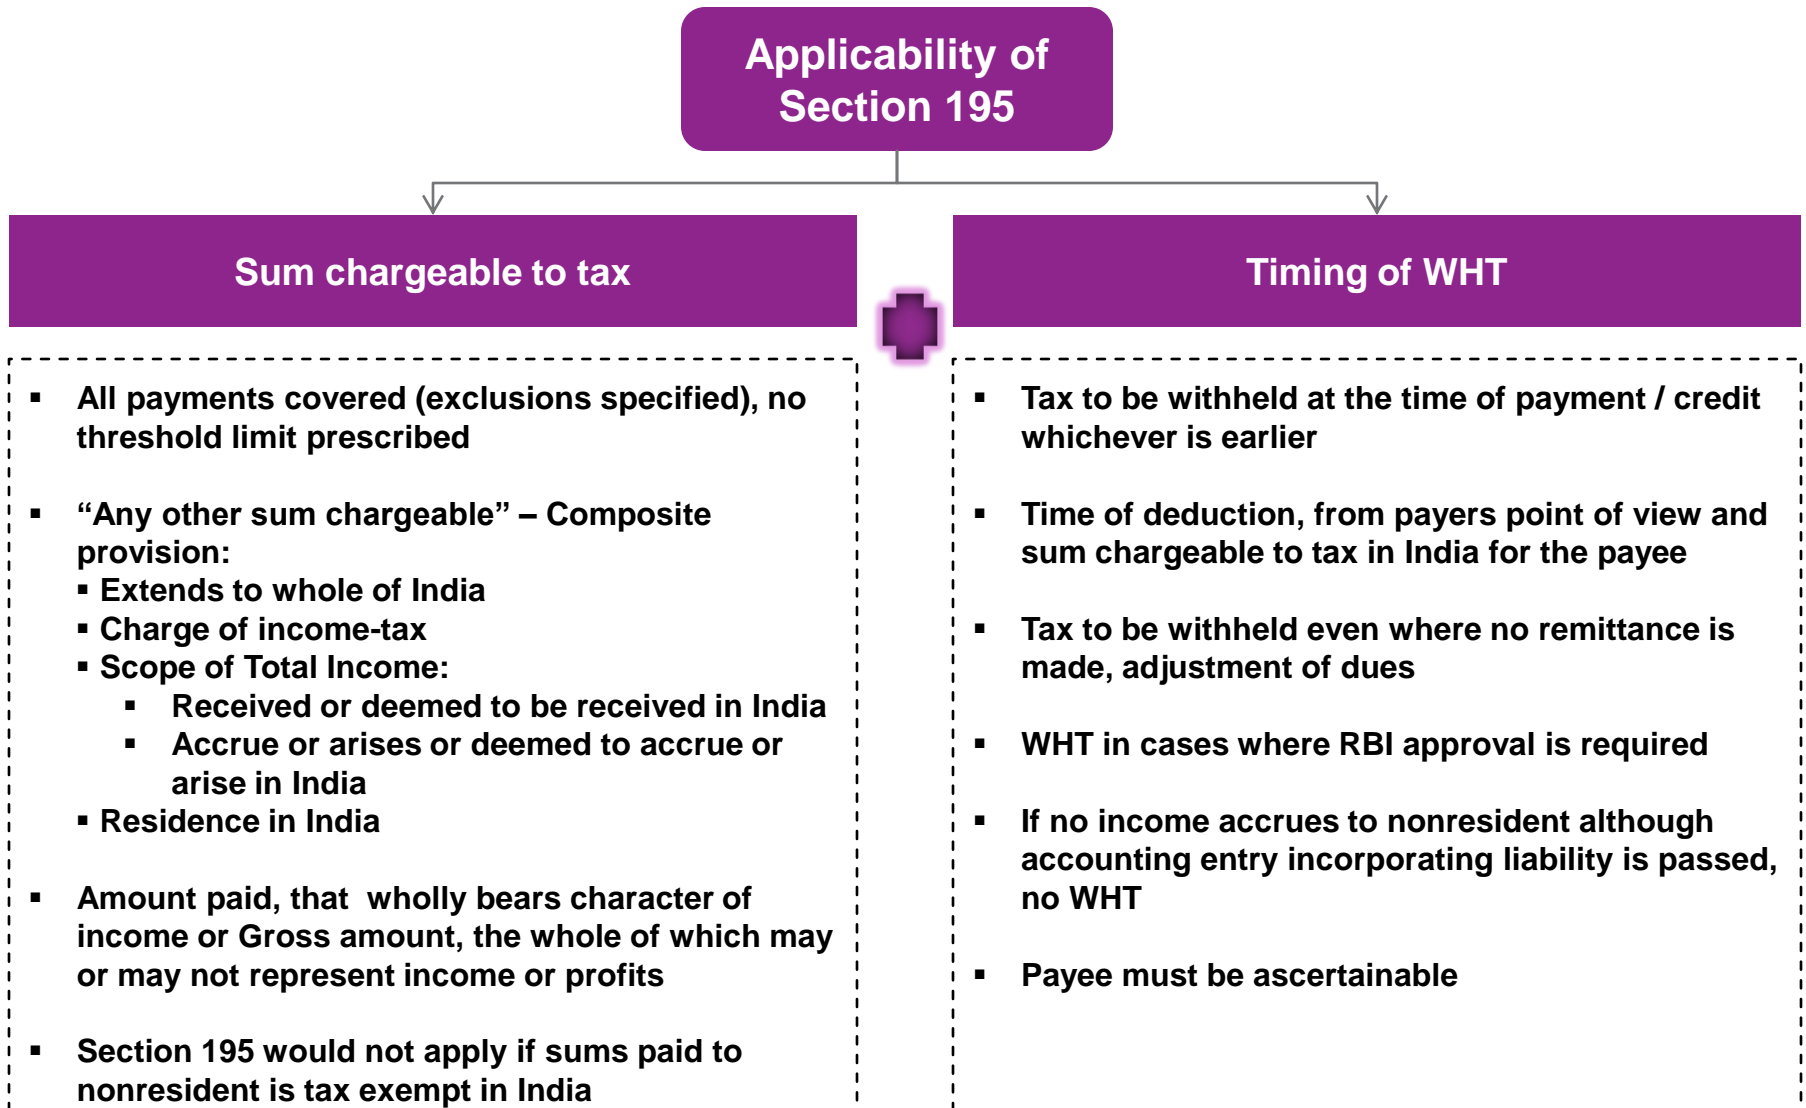 Applicability of
Section 195
Sum chargeable to tax
▪ All payments covered (exclusions specified), no
threshold limit prescribed
▪ “Any other sum chargeable” – Composite
provision:
▪ Extends to whole of India
▪ Charge of income-tax
▪ Scope of Total Income:
▪ Received or deemed to be received in India
▪ Accrue or arises or deemed to accrue or
arise in India
▪ Residence in India
▪ Amount paid, that  wholly bears character of
income or Gross amount, the whole of which may
or may not represent income or profits
▪ Section 195 would not apply if sums paid to
nonresident is tax exempt in India
Timing of WHT
▪ Tax to be withheld at the time of payment / credit
whichever is earlier
▪ Time of deduction, from payers point of view and
sum chargeable to tax in India for the payee
▪ Tax to be withheld even where no remittance is
made, adjustment of dues
▪ WHT in cases where RBI approval is required
▪ If no income accrues to nonresident although
accounting entry incorporating liability is passed,
no WHT
▪ Payee must be ascertainable